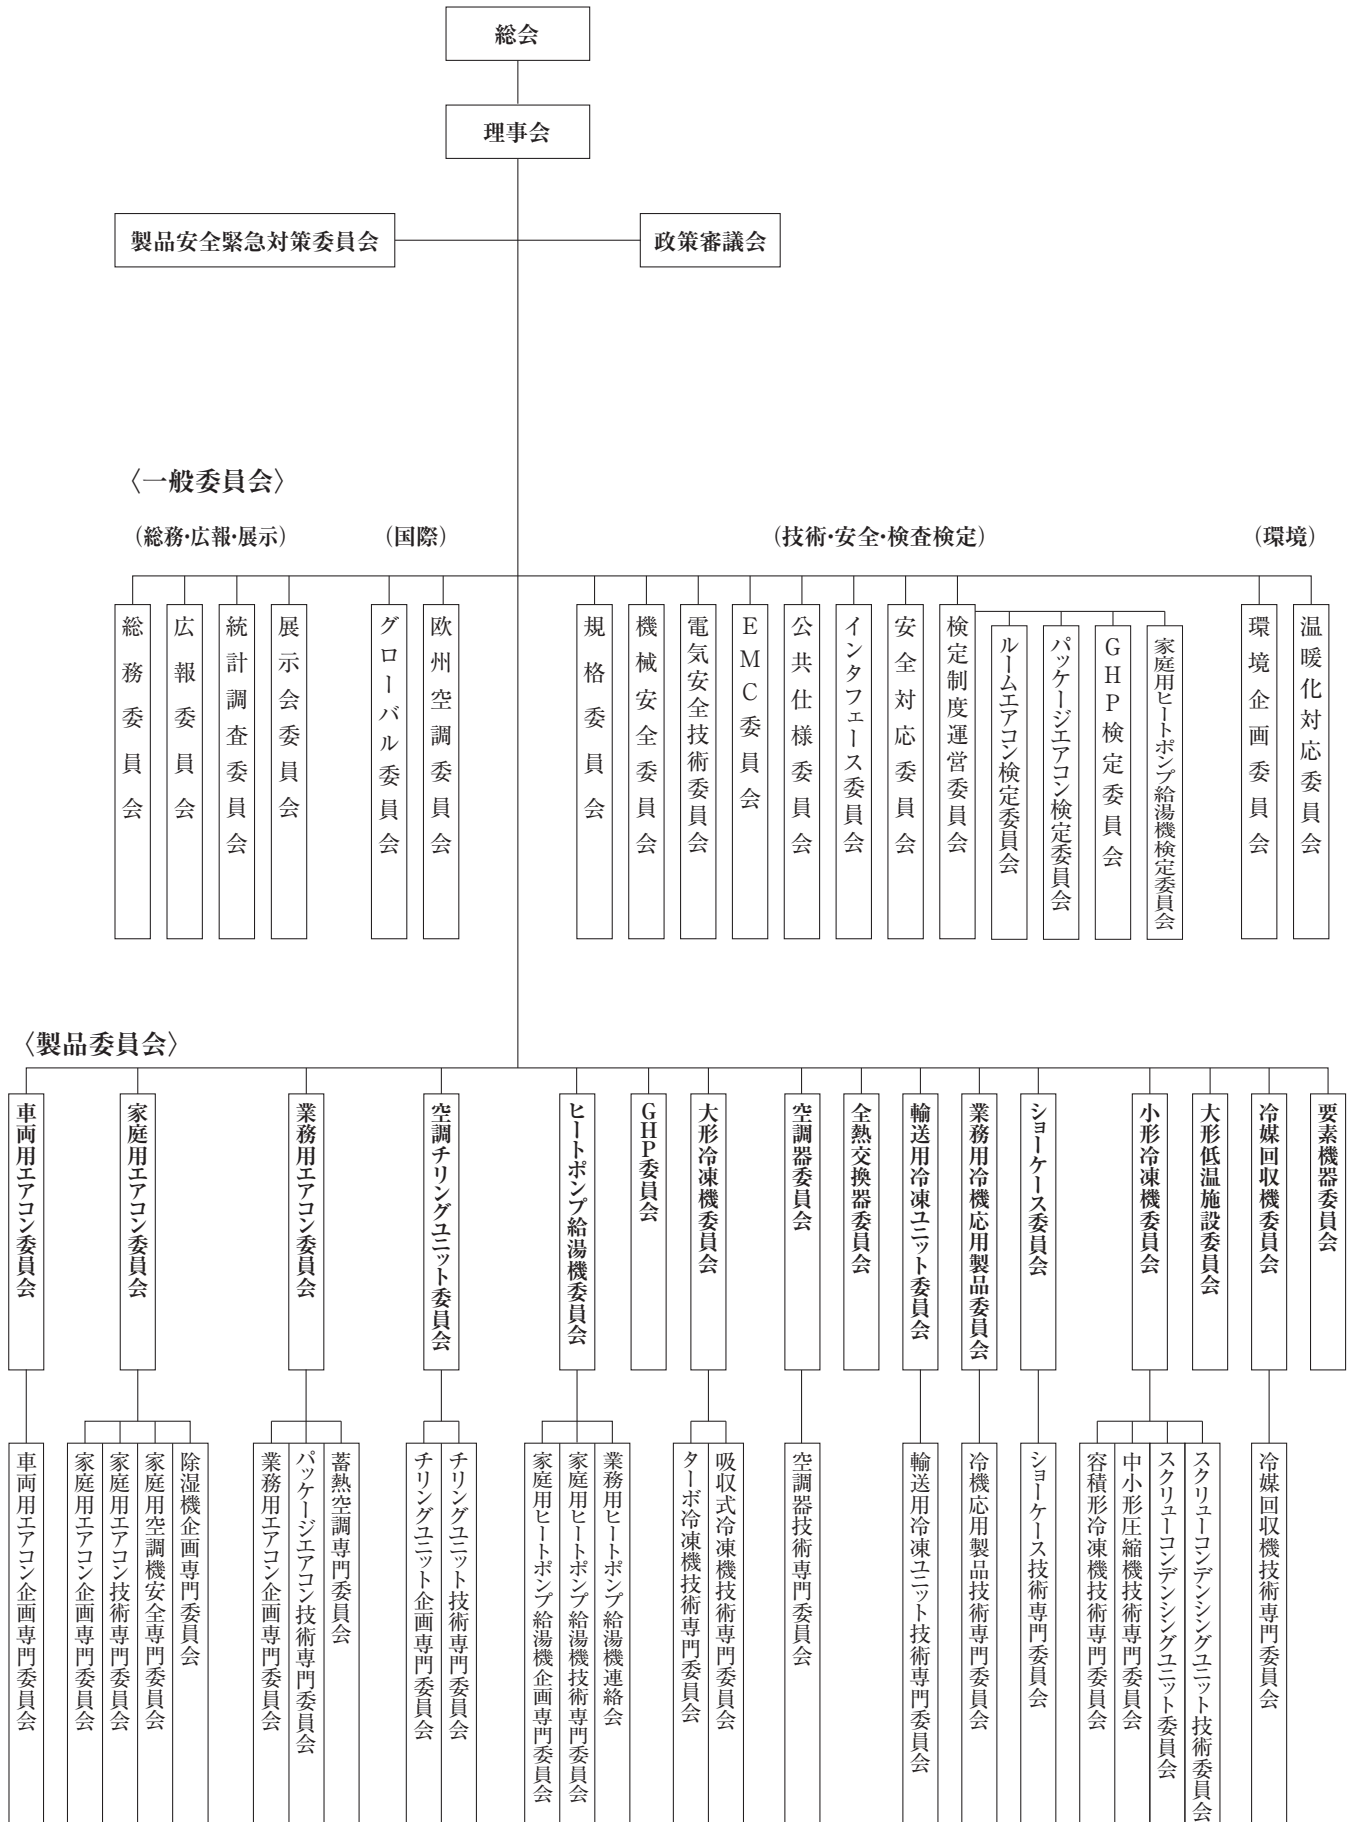 総会
理事会
製品安全緊急対策委員会
政策審議会
〈一般委員会〉
(総務・広報・展示)
(国際)
(技術・安全・検査検定)
(環境)
総務委員会
広報委員会
統計調査委員会
展示会委員会
グローバル委員会
欧州空調委員会
規格委員会
機械安全委員会
電気安全技術委員会
EMC委員会
公共仕様委員会
インタフェース委員会
安全対応委員会
検定制度運営委員会
ルームエアコン検定委員会
パッケージエアコン検定委員会
GHP検定委員会
家庭用ヒートポンプ給湯機検定委員会
環境企画委員会
温暖化対応委員会
〈製品委員会〉
車両用エアコン委員会
家庭用エアコン委員会
業務用エアコン委員会
空調チリングユニット委員会
ヒートポンプ給湯機委員会
GHP委員会
大形冷凍機委員会
空調器委員会
全熱交換器委員会
輸送用冷凍ユニット委員会
業務用冷機応用製品委員会
ショーケース委員会
小形冷凍機委員会
大形低温施設委員会
冷媒回収機委員会
要素機器委員会
車両用エアコン企画専門委員会
家庭用エアコン企画専門委員会
家庭用エアコン技術専門委員会
家庭用空調機安全専門委員会
除湿機企画専門委員会
業務用エアコン企画専門委員会
パッケージエアコン技術専門委員会
蓄熱空調専門委員会
チリングユニット企画専門委員会
チリングユニット技術専門委員会
家庭用ヒートポンプ給湯機企画専門委員会
家庭用ヒートポンプ給湯機技術専門委員会
業務用ヒートポンプ給湯機連絡会
ターボ冷凍機技術専門委員会
吸収式冷凍機技術専門委員会
空調器技術専門委員会
輸送用冷凍ユニット技術専門委員会
冷機応用製品技術専門委員会
ショーケース技術専門委員会
容積形冷凍機技術専門委員会
中小形圧縮機技術専門委員会
スクリューコンデンシングユニット委員会
スクリューコンデンシングユニット技術委員会
冷媒回収機技術専門委員会